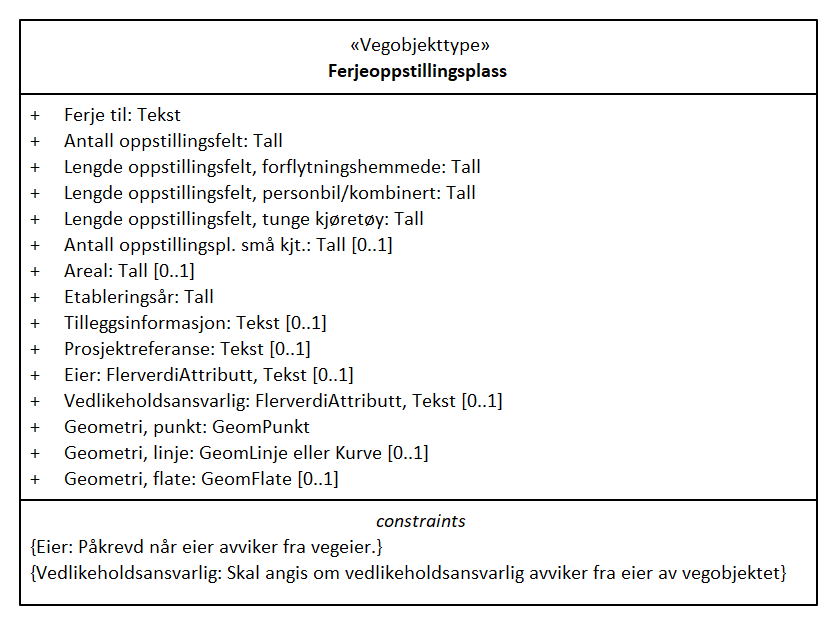 «Vegobjekttype»
Ferjeoppstillingsplass
+ Ferje til: Tekst
+ Antall oppstillingsfelt: Tall
+ Lengde oppstillingsfelt, forflytningshemmede: Tall
+ Lengde oppstillingsfelt, personbil/kombinert: Tall
+ Lengde oppstillingsfelt, tunge kjøretøy: Tall
+ Antall oppstillingspl. små kjt.: Tall [0..1]
+ Areal: Tall [0..1]
+ Etableringsår: Tall
+ Tilleggsinformasjon: Tekst [0..1]
+ Prosjektreferanse: Tekst [0..1]
+ Eier: FlerverdiAttributt, Tekst [0..1]
+ Vedlikeholdsansvarlig: FlerverdiAttributt, Tekst [0..1]
+ Geometri, punkt: GeomPunkt
+ Geometri, linje: GeomLinje eller Kurve [0..1]
+ Geometri, flate: GeomFlate [0..1]
constraints
{Eier: Påkrevd når eier avviker fra vegeier.}
{Vedlikeholdsansvarlig: Skal angis om vedlikeholdsansvarlig avviker fra eier av vegobjektet}